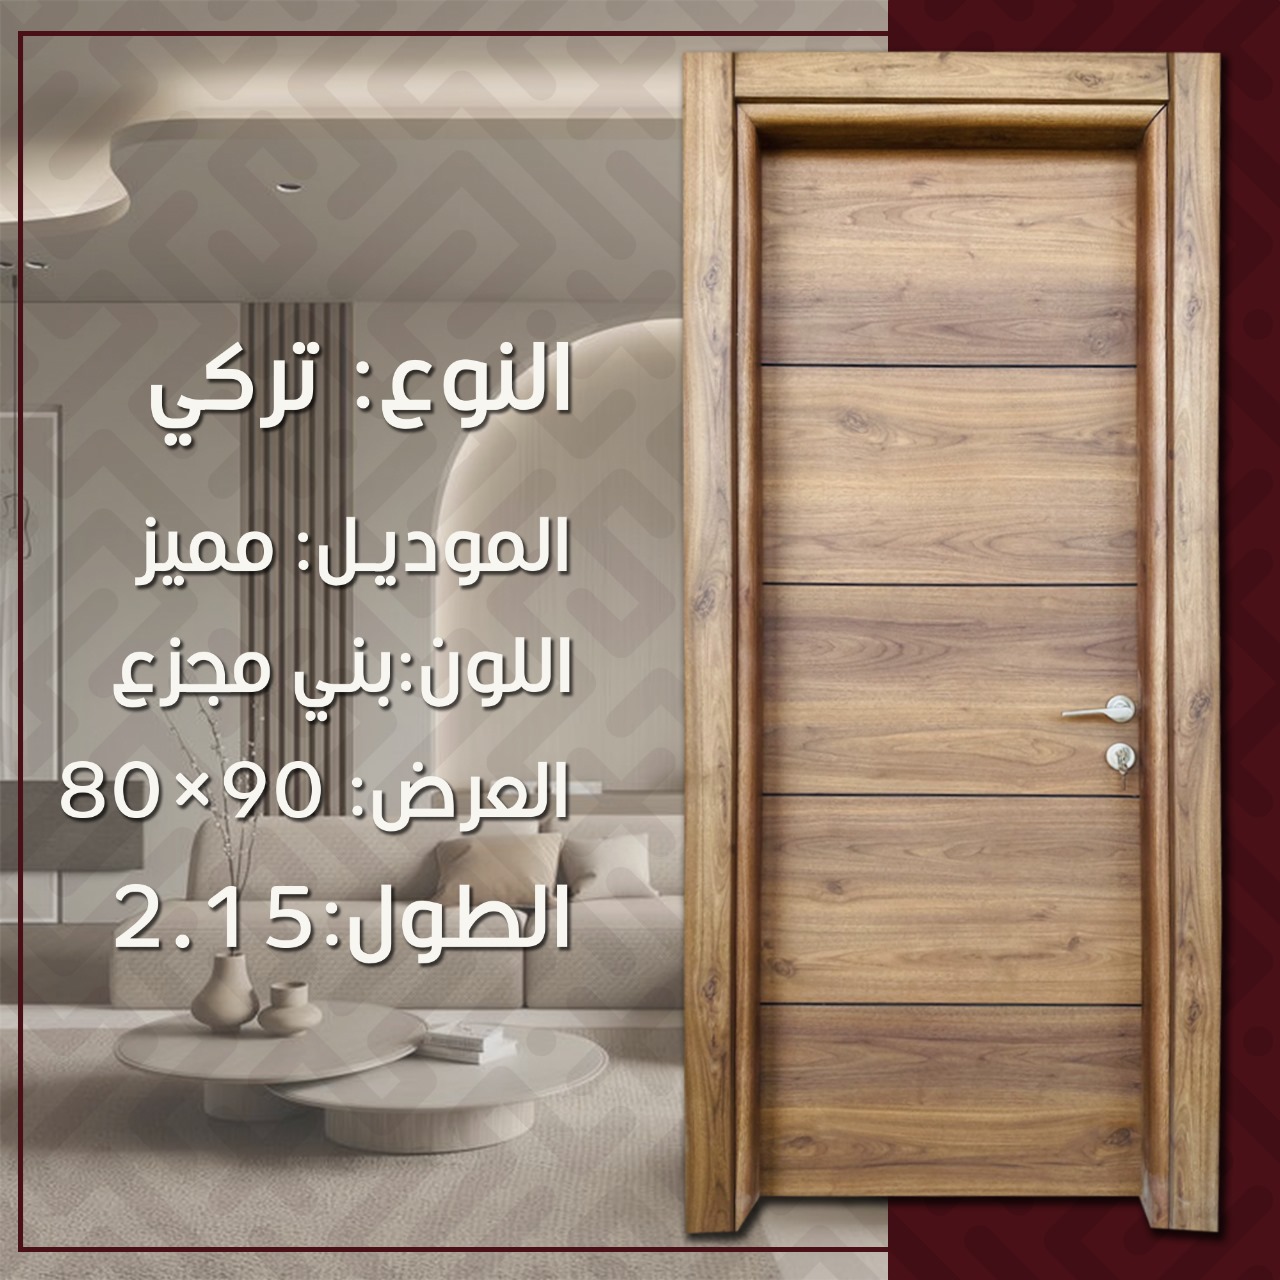 النوع: تركي
الموديل: مميز
اللون:بني مجزع
العرض: 90×80
الطول:2.15